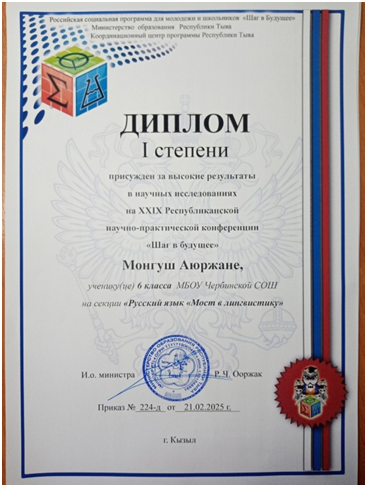 Российская социальная программа для молодежи и школьников «Шаг в Будущее»
Министерство образования Республики Тыва
Координационный центр программы Республики Тыва
ДИПЛОМ
I степени
присужден за высокие результаты
в научных исследованиях
на XXIX Республиканской
научно-практической конференции
«Шаг в будущее»
Монгуш Аюржане,
ученику(це) 6 класса МБОУ Чербинской СОШ
на секции «Русский язык «Мост в лингвистику»
И.о. министра Р.Ч. Ооржак
Приказ № 224-д от 21.02.2025 г.
г. Кызыл